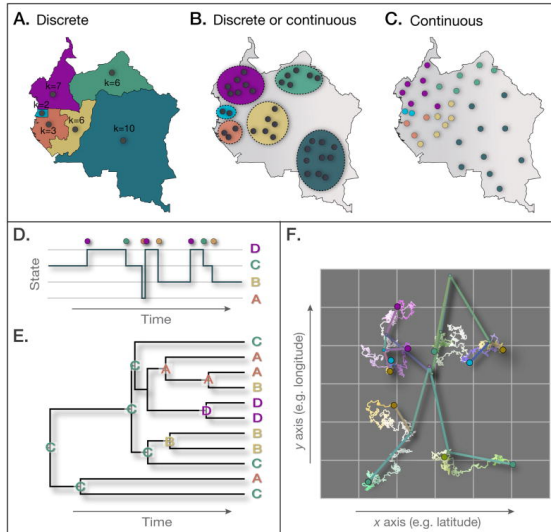 A. Discrete
B. Discrete or continuous
C. Continuous
k=7
k=6
k=2
k=3
k=6
k=10
D.
State
D
C
B
A
Time
E.
C
A
A
B
D
D
B
B
C
A
C
C
A
A
C
D
B
C
C
C
Time
F.
y axis (e.g. longitude)
x axis (e.g. latitude)